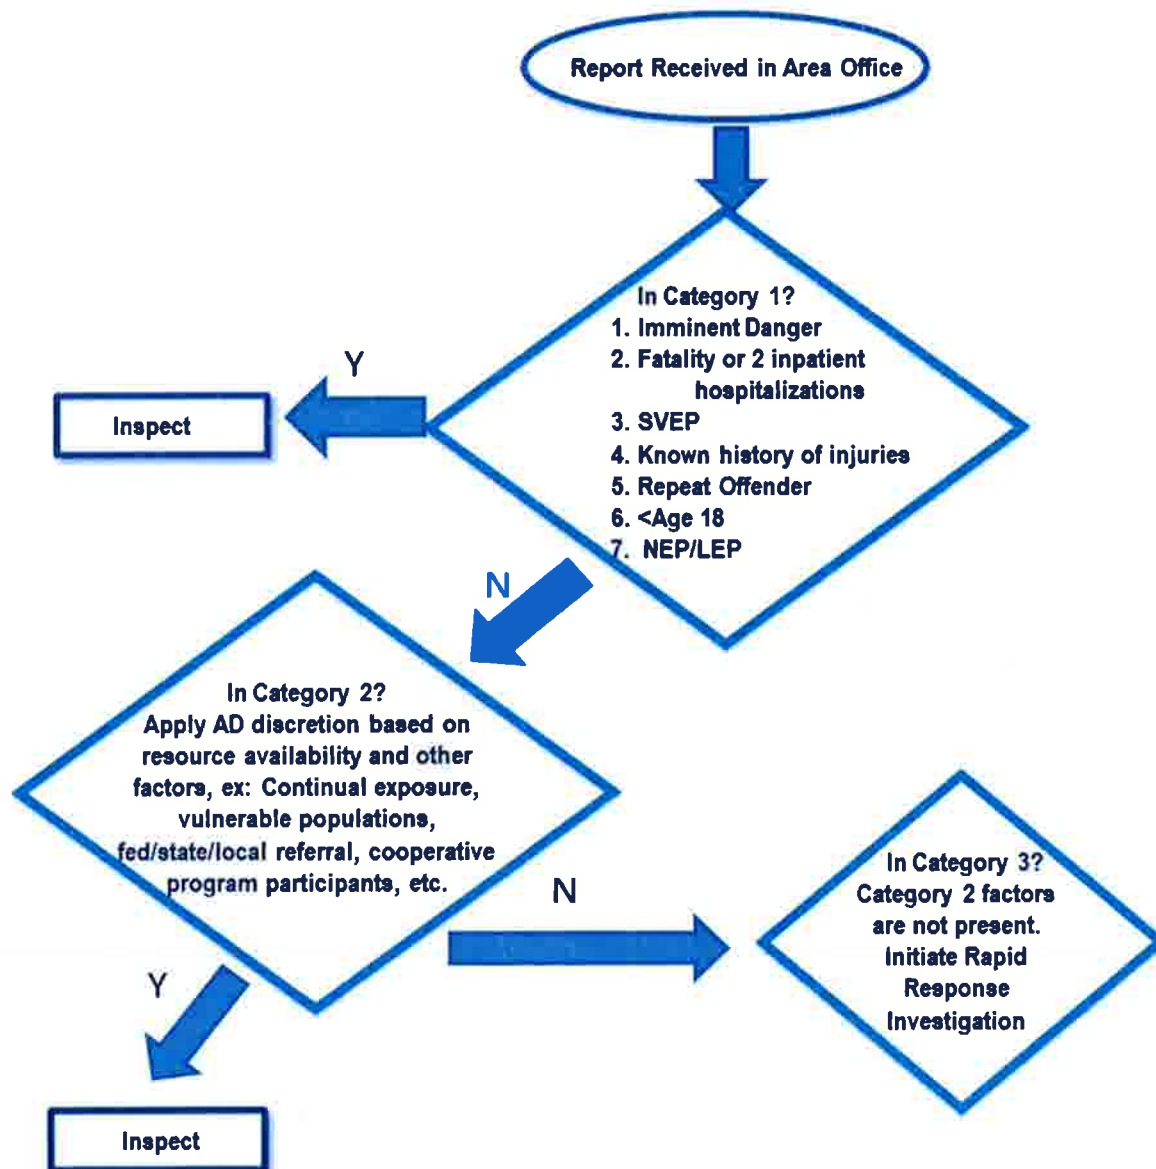 Report Received in Area Office
In Category 1?
1. Imminent Danger
2. Fatality or 2 inpatient
hospitalizations
3. SVEP
4. Known history of injuries
5. Repeat Offender
6. <Age 18
7. NEP/LEP
Y
Inspect
N
In Category 2?
Apply AD discretion based on
resource availability and other
factors, ex: Continual exposure,
vulnerable populations,
fed/state/local referral, cooperative
program participants, etc.
N
In Category 3?
Category 2 factors
are not present.
Initiate Rapid
Response
Investigation
Y
Inspect